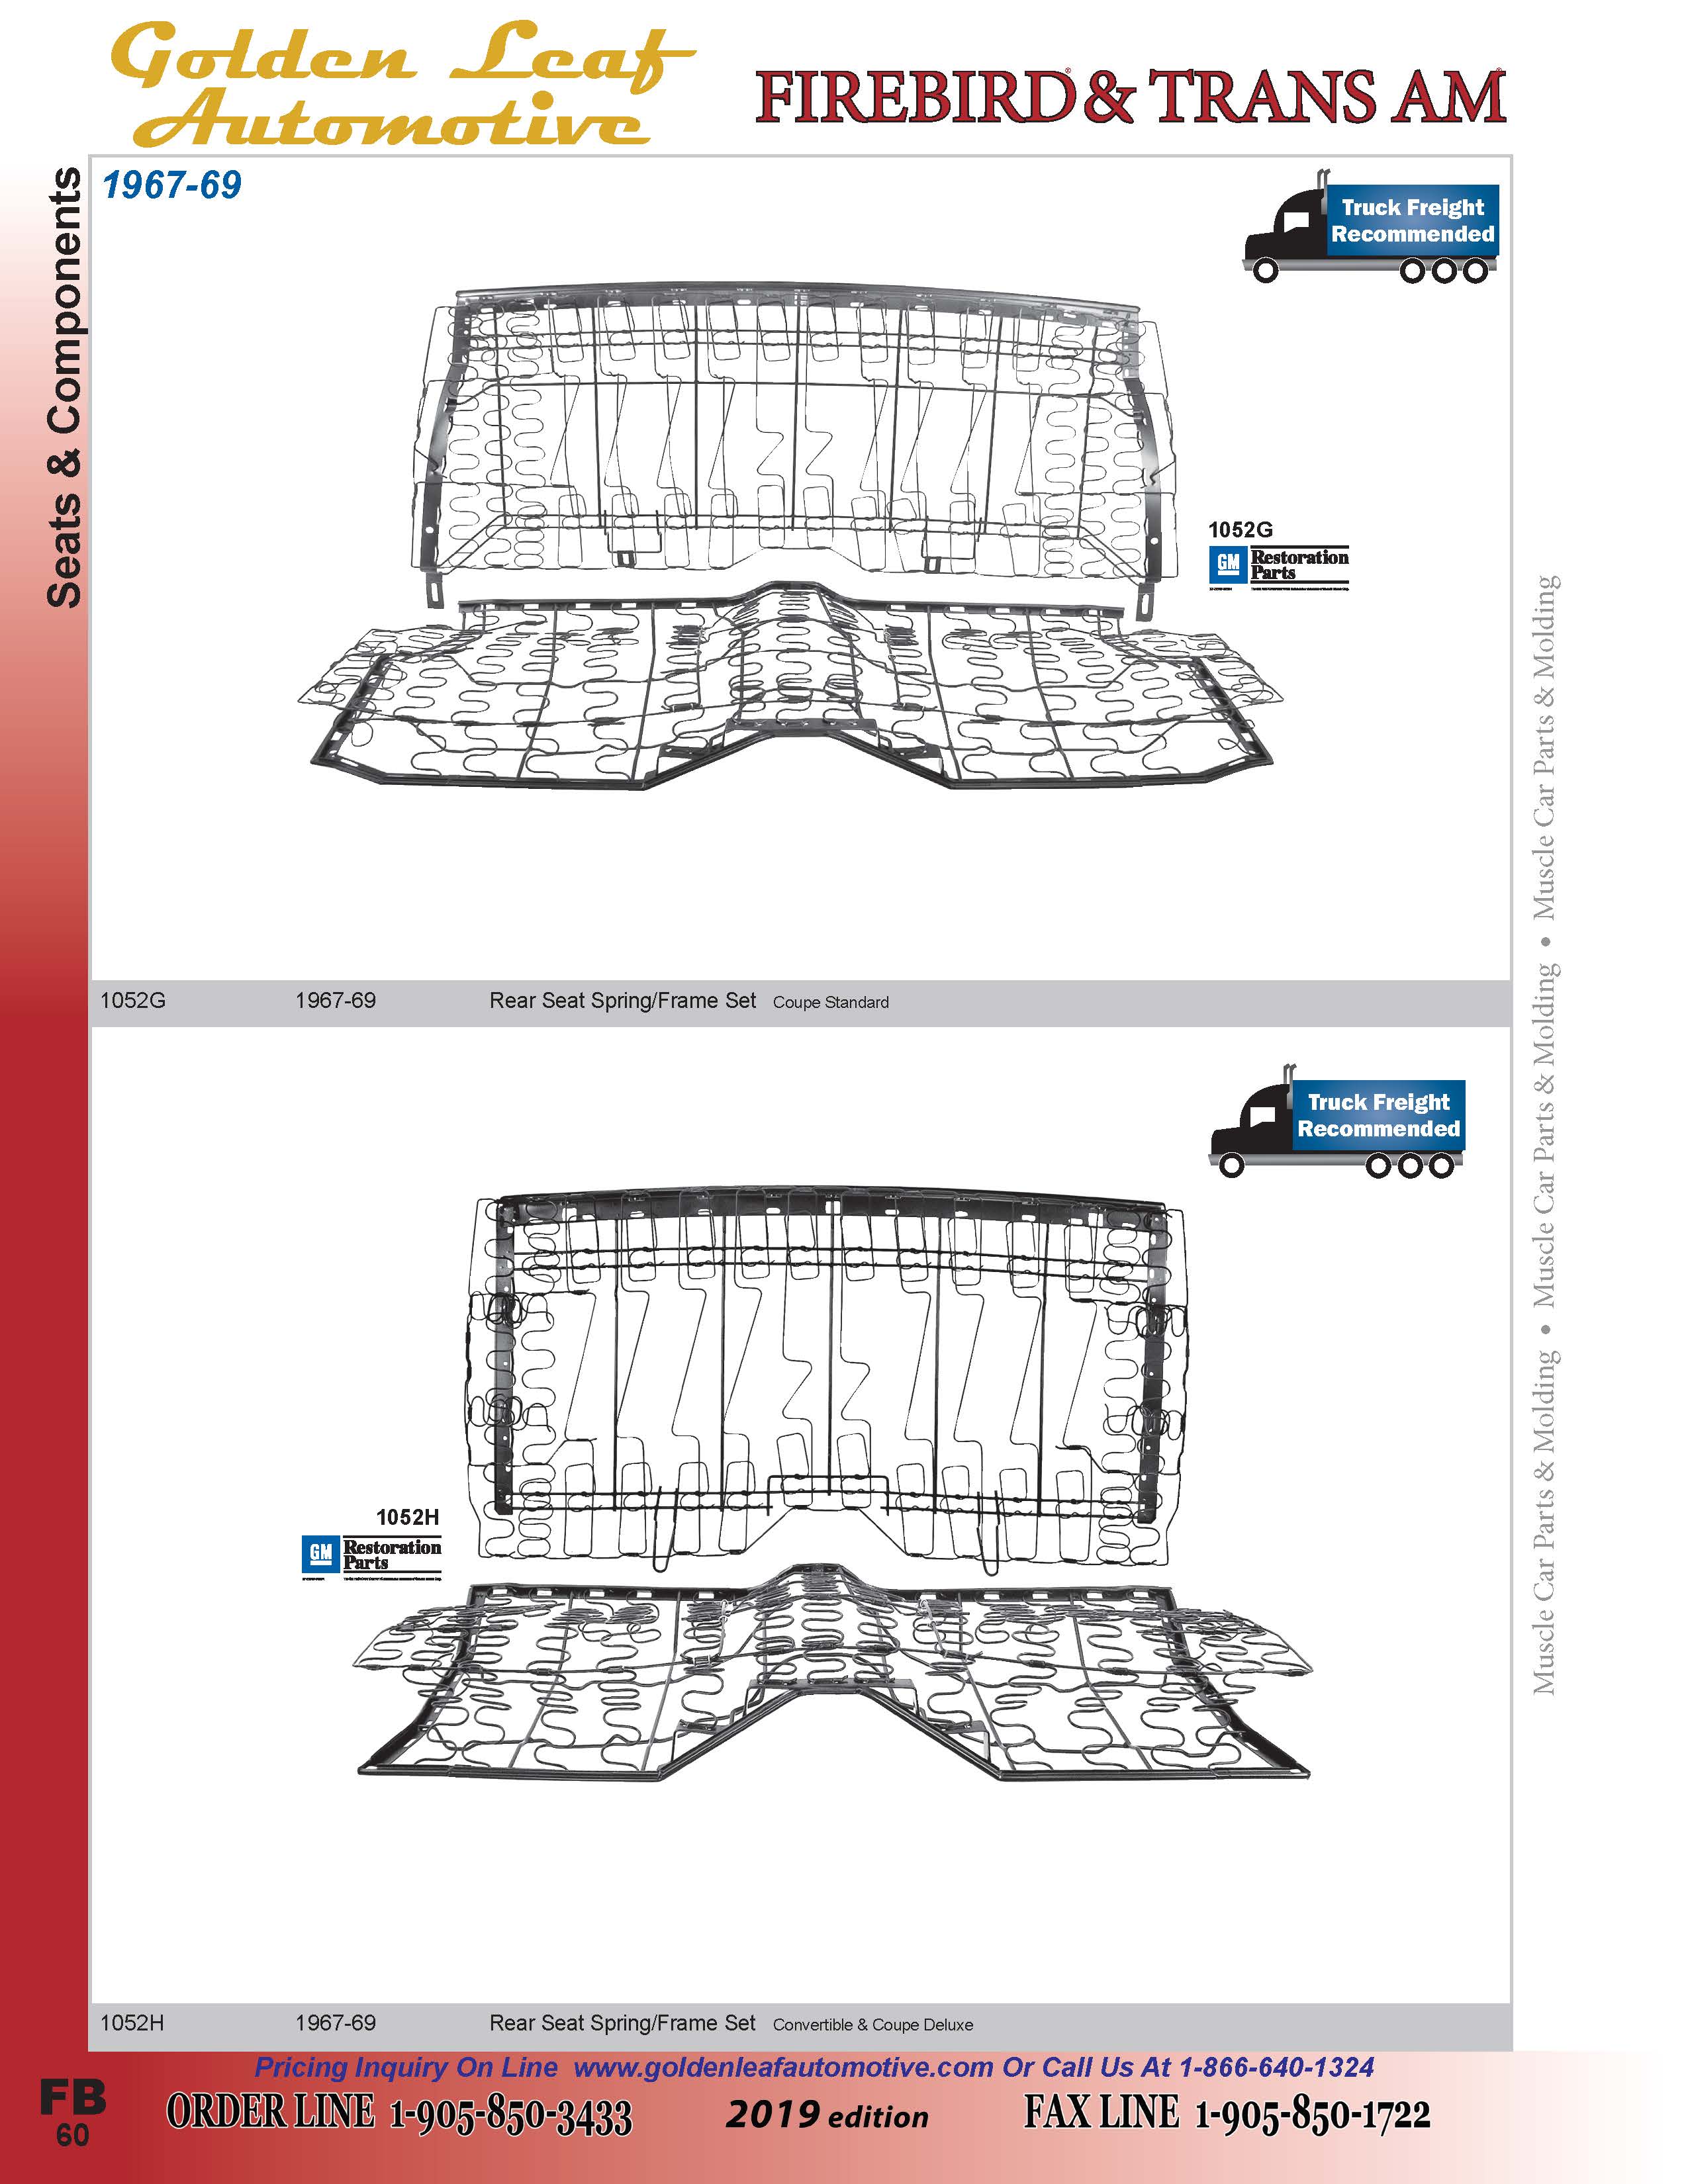 Golden Leaf
Automotive
FIREBIRD® & TRANS AM®
Seats & Components
1967-69
Truck Freight
Recommended
1052G
GM Restoration
Parts
1052G 1967-69 Rear Seat Spring/Frame Set Coupe Standard
Truck Freight
Recommended
1052H
GM Restoration
Parts
1052H 1967-69 Rear Seat Spring/Frame Set Convertible & Coupe Deluxe
Muscle Car Parts & Molding • Muscle Car Parts & Molding • Muscle Car Parts & Molding
Pricing Inquiry On Line www.goldenleafautomotive.com Or Call Us At 1-866-640-1324
FB
60
ORDER LINE 1-905-850-3433 2019 edition FAX LINE 1-905-850-1722